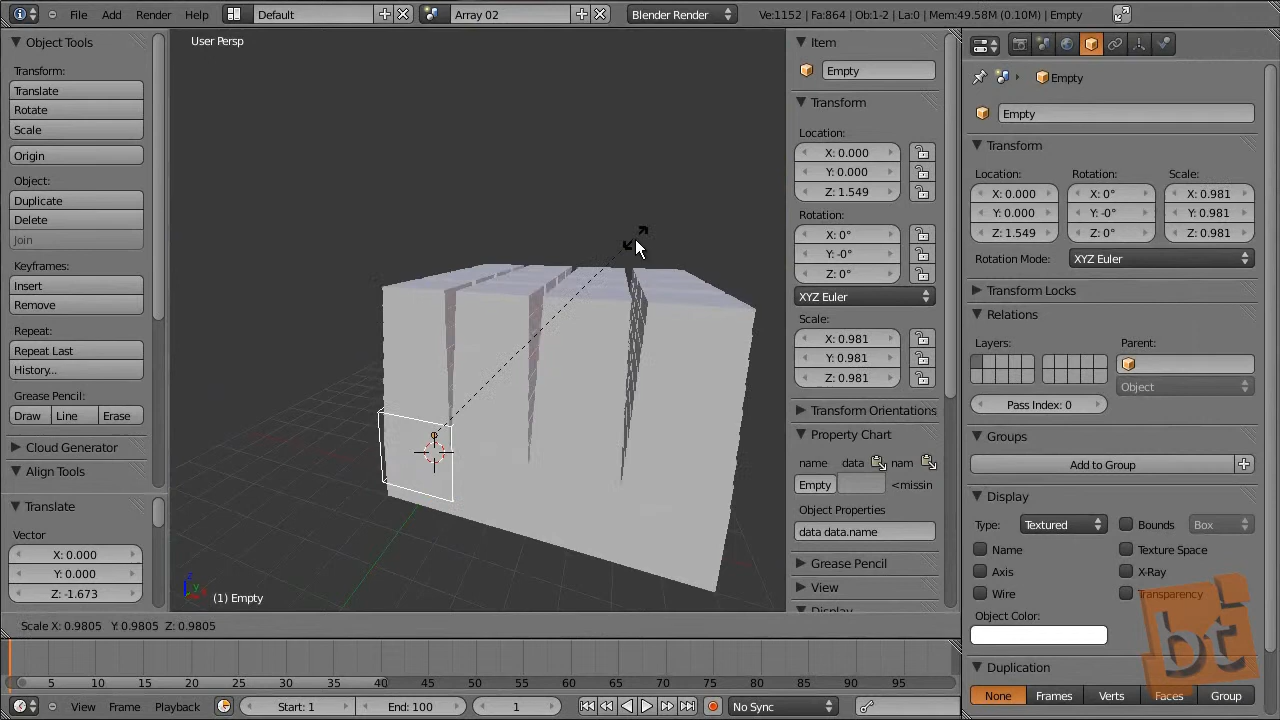 File Add Render Help Default Array 02 Blender Render Ve:1152 | Fa:864 | Ob:1-2 | La:0 | Mem:49.58M (0.10M) | Empty
Object Tools
Transform:
Translate
Rotate
Scale
Origin
Object:
Duplicate
Delete
Join
Keyframes:
Insert
Remove
Repeat:
Repeat Last
History...
Grease Pencil:
Draw Line Erase
Cloud Generator
Align Tools
Translate
Vector
X: 0.000
Y: 0.000
Z: -1.673
User Persp
(1) Empty
Scale X: 0.9805 Y: 0.9805 Z: 0.9805
Item
Empty
Transform
Location:
X: 0.000
Y: 0.000
Z: 1.549
Rotation:
X: 0°
Y: -0°
Z: 0°
XYZ Euler
Scale:
X: 0.981
Y: 0.981
Z: 0.981
Transform Orientations
Property Chart
name data nam
Empty <missin
Object Properties
data data.name
Grease Pencil
View
Display
Empty
Empty
Transform
Location: Rotation: Scale:
X: 0.000 X: 0° X: 0.981
Y: 0.000 Y: -0° Y: 0.981
Z: 1.549 Z: 0° Z: 0.981
Rotation Mode: XYZ Euler
Transform Locks
Relations
Layers: Parent:
Object
Pass Index: 0
Groups
Add to Group
Display
Type: Textured Bounds Box
Name Texture Space
Axis X-Ray
Wire Transparency
Object Color:
bt
Duplication
None Frames Verts Faces Group
5 10 15 20 25 30 35 40 45 50 55 60 65 70 75 80 85 90 95
View Frame Playback Start: 1 End: 100 1 No Sync